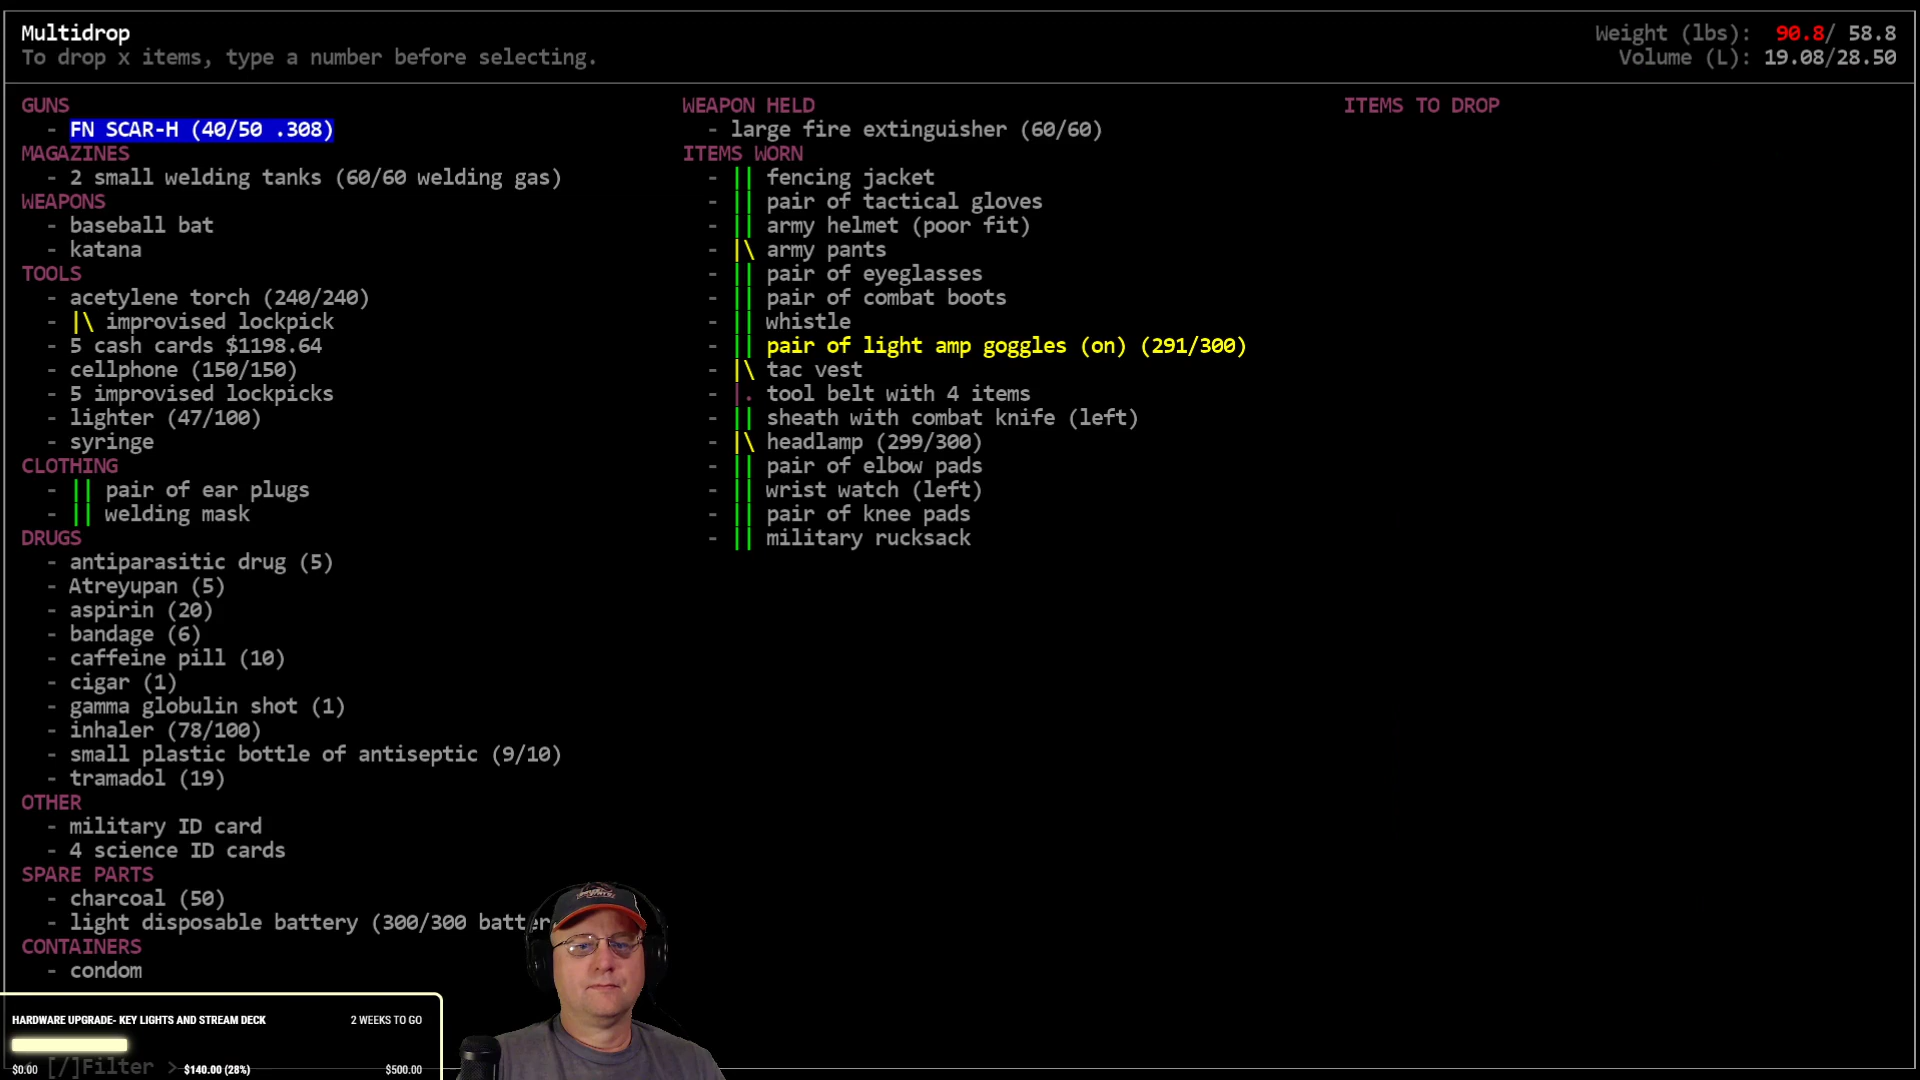 Multidrop
To drop x items, type a number before selecting.
Weight (lbs): 90.8/ 58.8
Volume (L): 19.08/28.50
GUNS
- FN SCAR-H (40/50 .308)
MAGAZINES
- 2 small welding tanks (60/60 welding gas)
WEAPONS
- baseball bat
- katana
TOOLS
- acetylene torch (240/240)
- |\ improvised lockpick
- 5 cash cards $1198.64
- cellphone (150/150)
- 5 improvised lockpicks
- lighter (47/100)
- syringe
CLOTHING
- || pair of ear plugs
- || welding mask
DRUGS
- antiparasitic drug (5)
- Atreyupan (5)
- aspirin (20)
- bandage (6)
- caffeine pill (10)
- cigar (1)
- gamma globulin shot (1)
- inhaler (78/100)
- small plastic bottle of antiseptic (9/10)
- tramadol (19)
OTHER
- military ID card
- 4 science ID cards
SPARE PARTS
- charcoal (50)
- light disposable battery (300/300 batter
CONTAINERS
- condom
WEAPON HELD
- large fire extinguisher (60/60)
ITEMS WORN
- || fencing jacket
- || pair of tactical gloves
- || army helmet (poor fit)
- |\ army pants
- || pair of eyeglasses
- || pair of combat boots
- || whistle
- || pair of light amp goggles (on) (291/300)
- |\ tac vest
- |. tool belt with 4 items
- || sheath with combat knife (left)
- |\ headlamp (299/300)
- || pair of elbow pads
- || wrist watch (left)
- || pair of knee pads
- || military rucksack
ITEMS TO DROP
HARDWARE UPGRADE- KEY LIGHTS AND STREAM DECK 2 WEEKS TO GO
[/]Filter >
$0.00 $140.00 (28%) $500.00